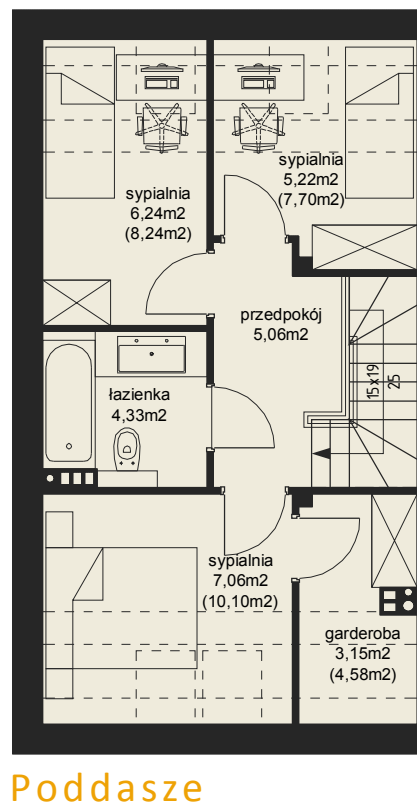 sypialnia
5,22m2
(7,70m2)
sypialnia
6,24m2
(8,24m2)
przedpokój
5,06m2
15x19
25
łazienka
4,33m2
sypialnia
7,06m2
(10,10m2)
garderoba
3,15m2
(4,58m2)
Poddasze